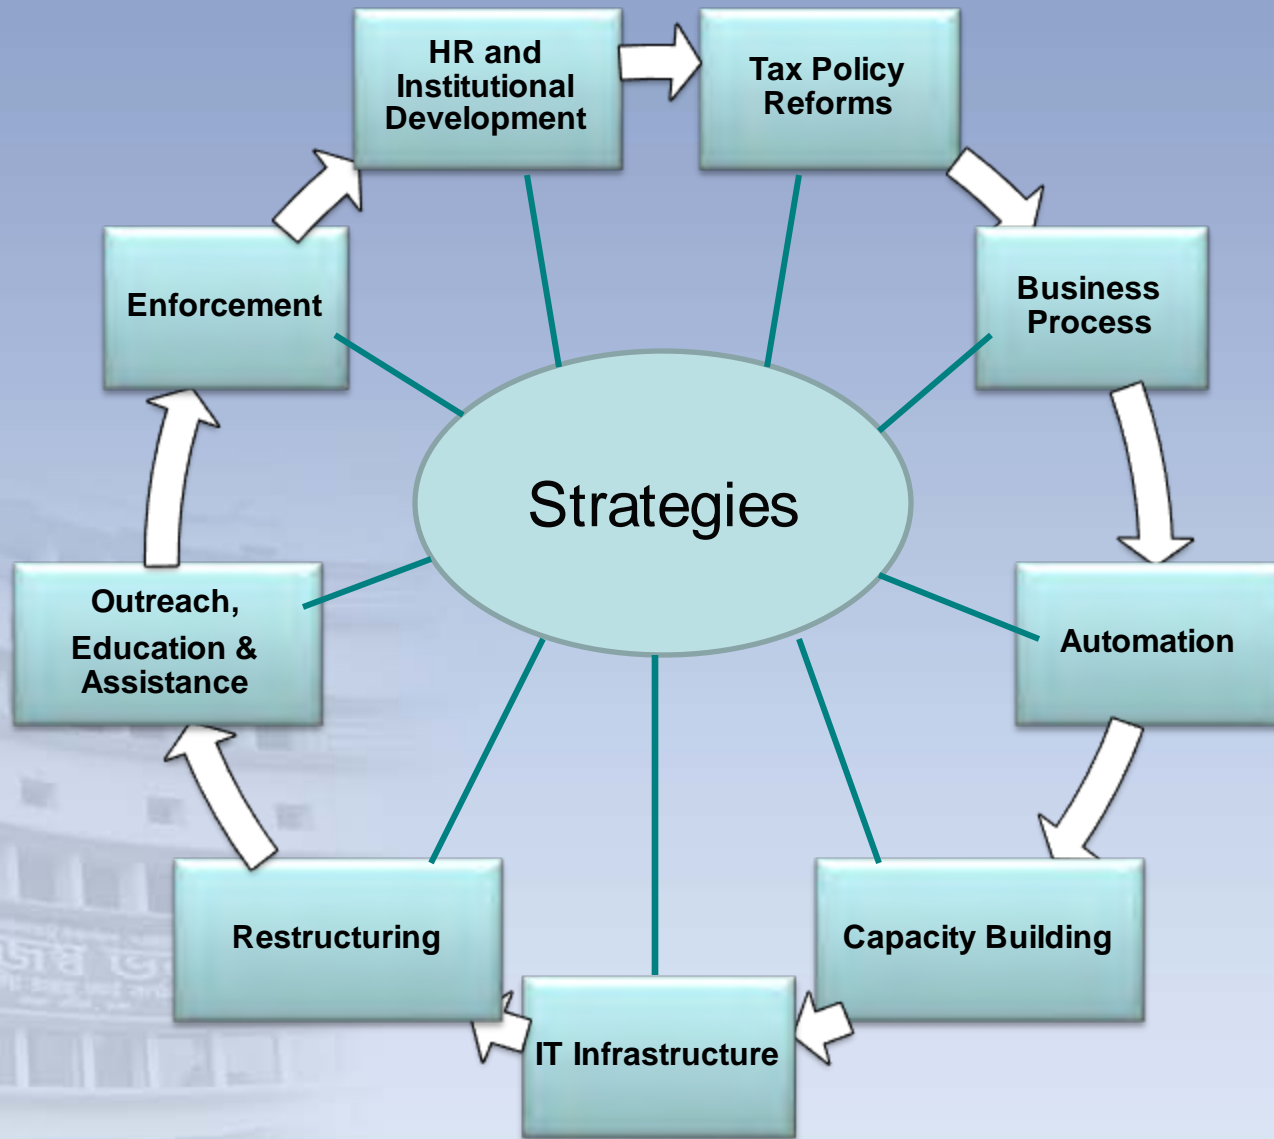 HR and
Institutional
Development
Tax Policy
Reforms
Business
Process
Automation
Capacity Building
IT Infrastructure
Restructuring
Outreach,
Education &
Assistance
Enforcement
Strategies